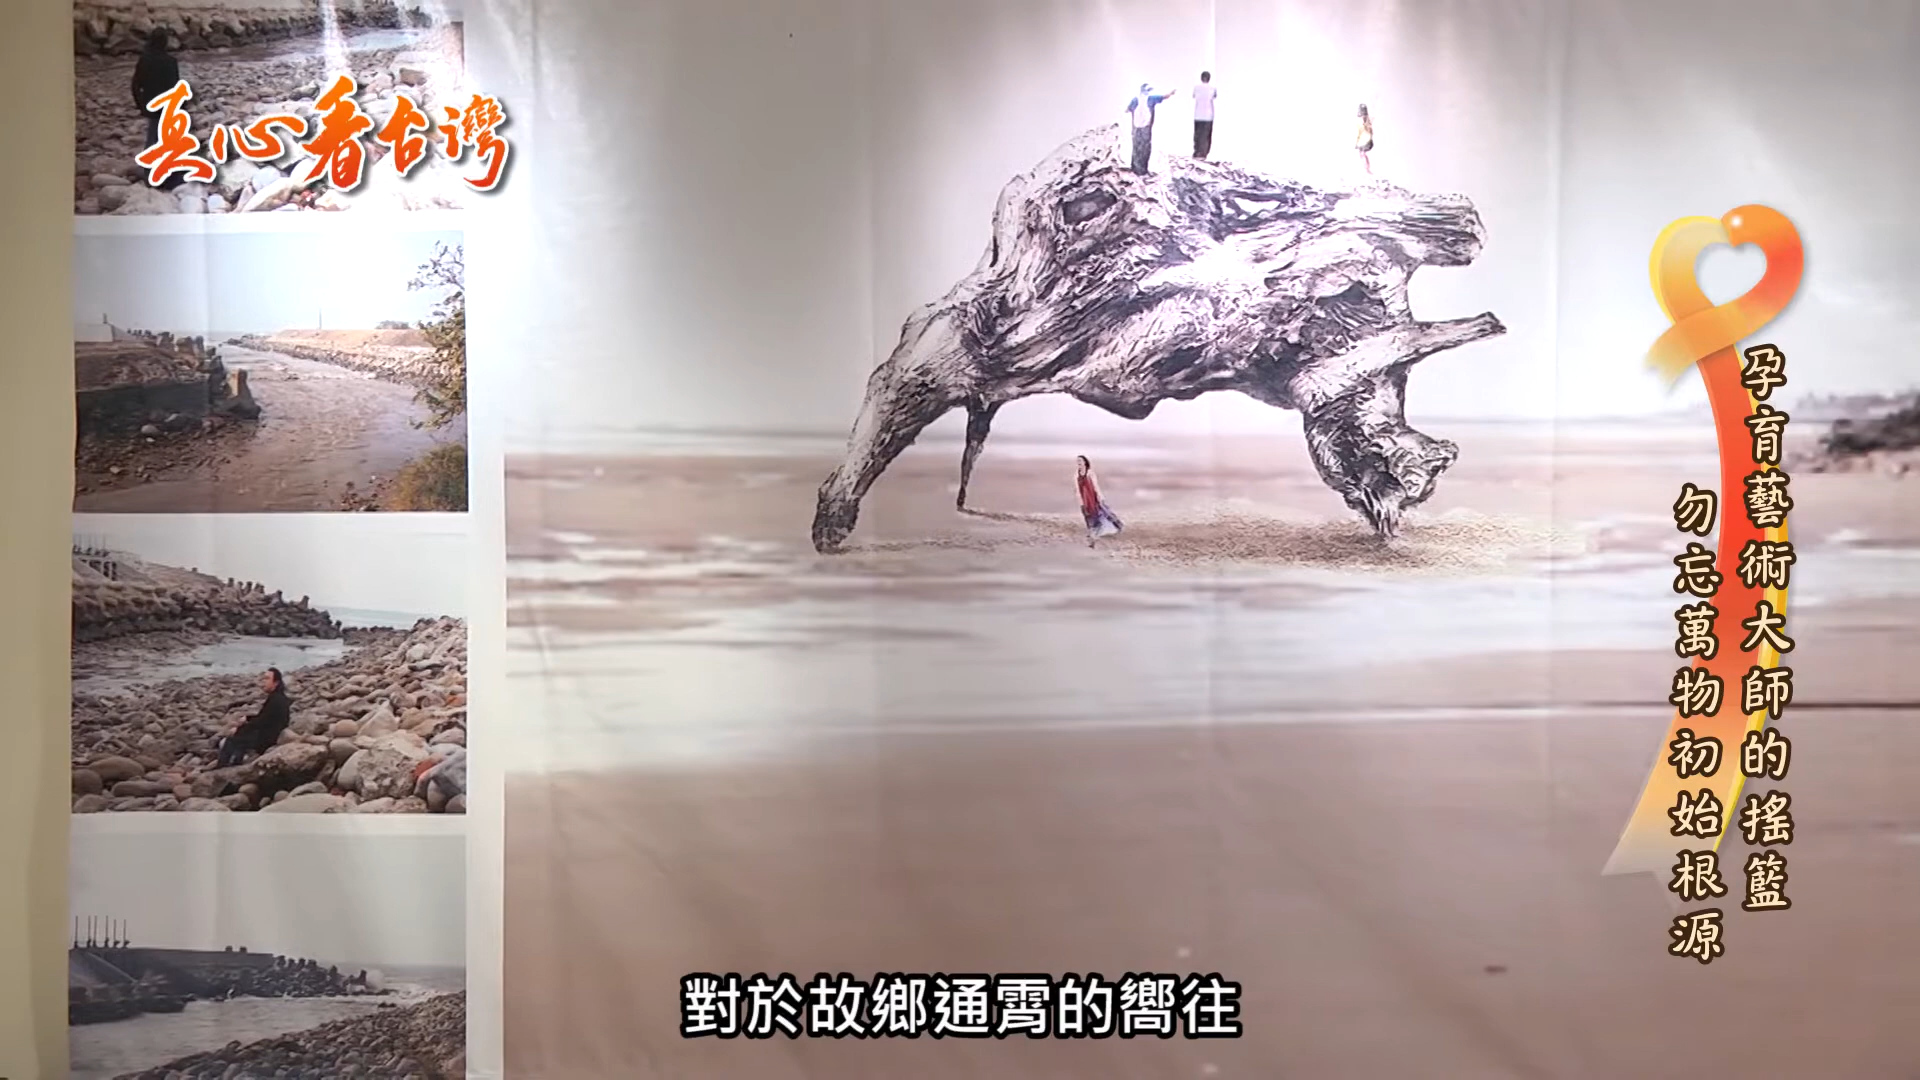 真心看台灣
孕育藝術大師的搖籃
勿忘萬物初始根源
對於故鄉通霄的嚮往